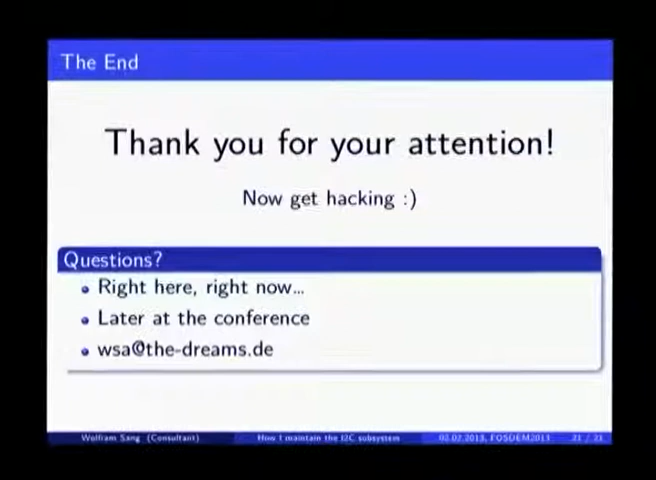 The End
Thank you for your attention!
Now get hacking :)
Questions?
Right here, right now...
Later at the conference
wsa@the-dreams.de
Wolfram Sang (Consultant) How I maintain the I2C subsystem 02.02.2013, FOSDEM2013 21 / 21